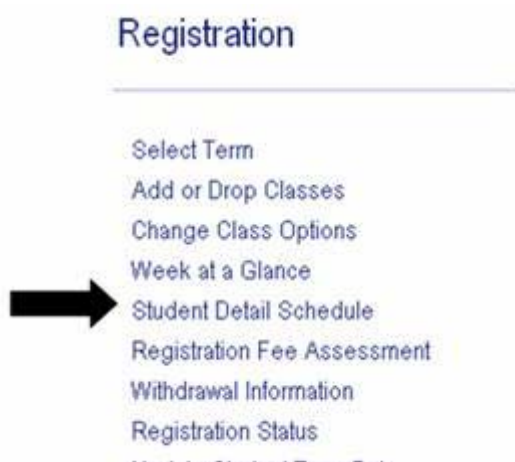 Registration
Select Term
Add or Drop Classes
Change Class Options
Week at a Glance
Student Detail Schedule
Registration Fee Assessment
Withdrawal Information
Registration Status